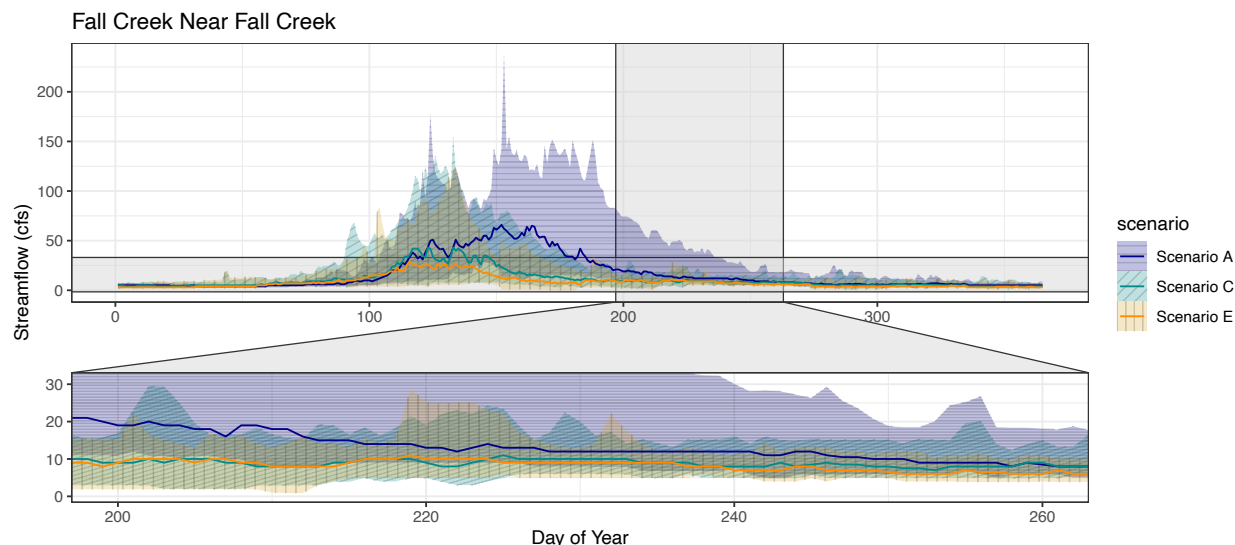 Fall Creek Near Fall Creek
Streamflow (cfs)
200
150
100
50
0
0
100
200
300
30
20
10
0
200
220
240
260
Day of Year
scenario
Scenario A
Scenario C
Scenario E